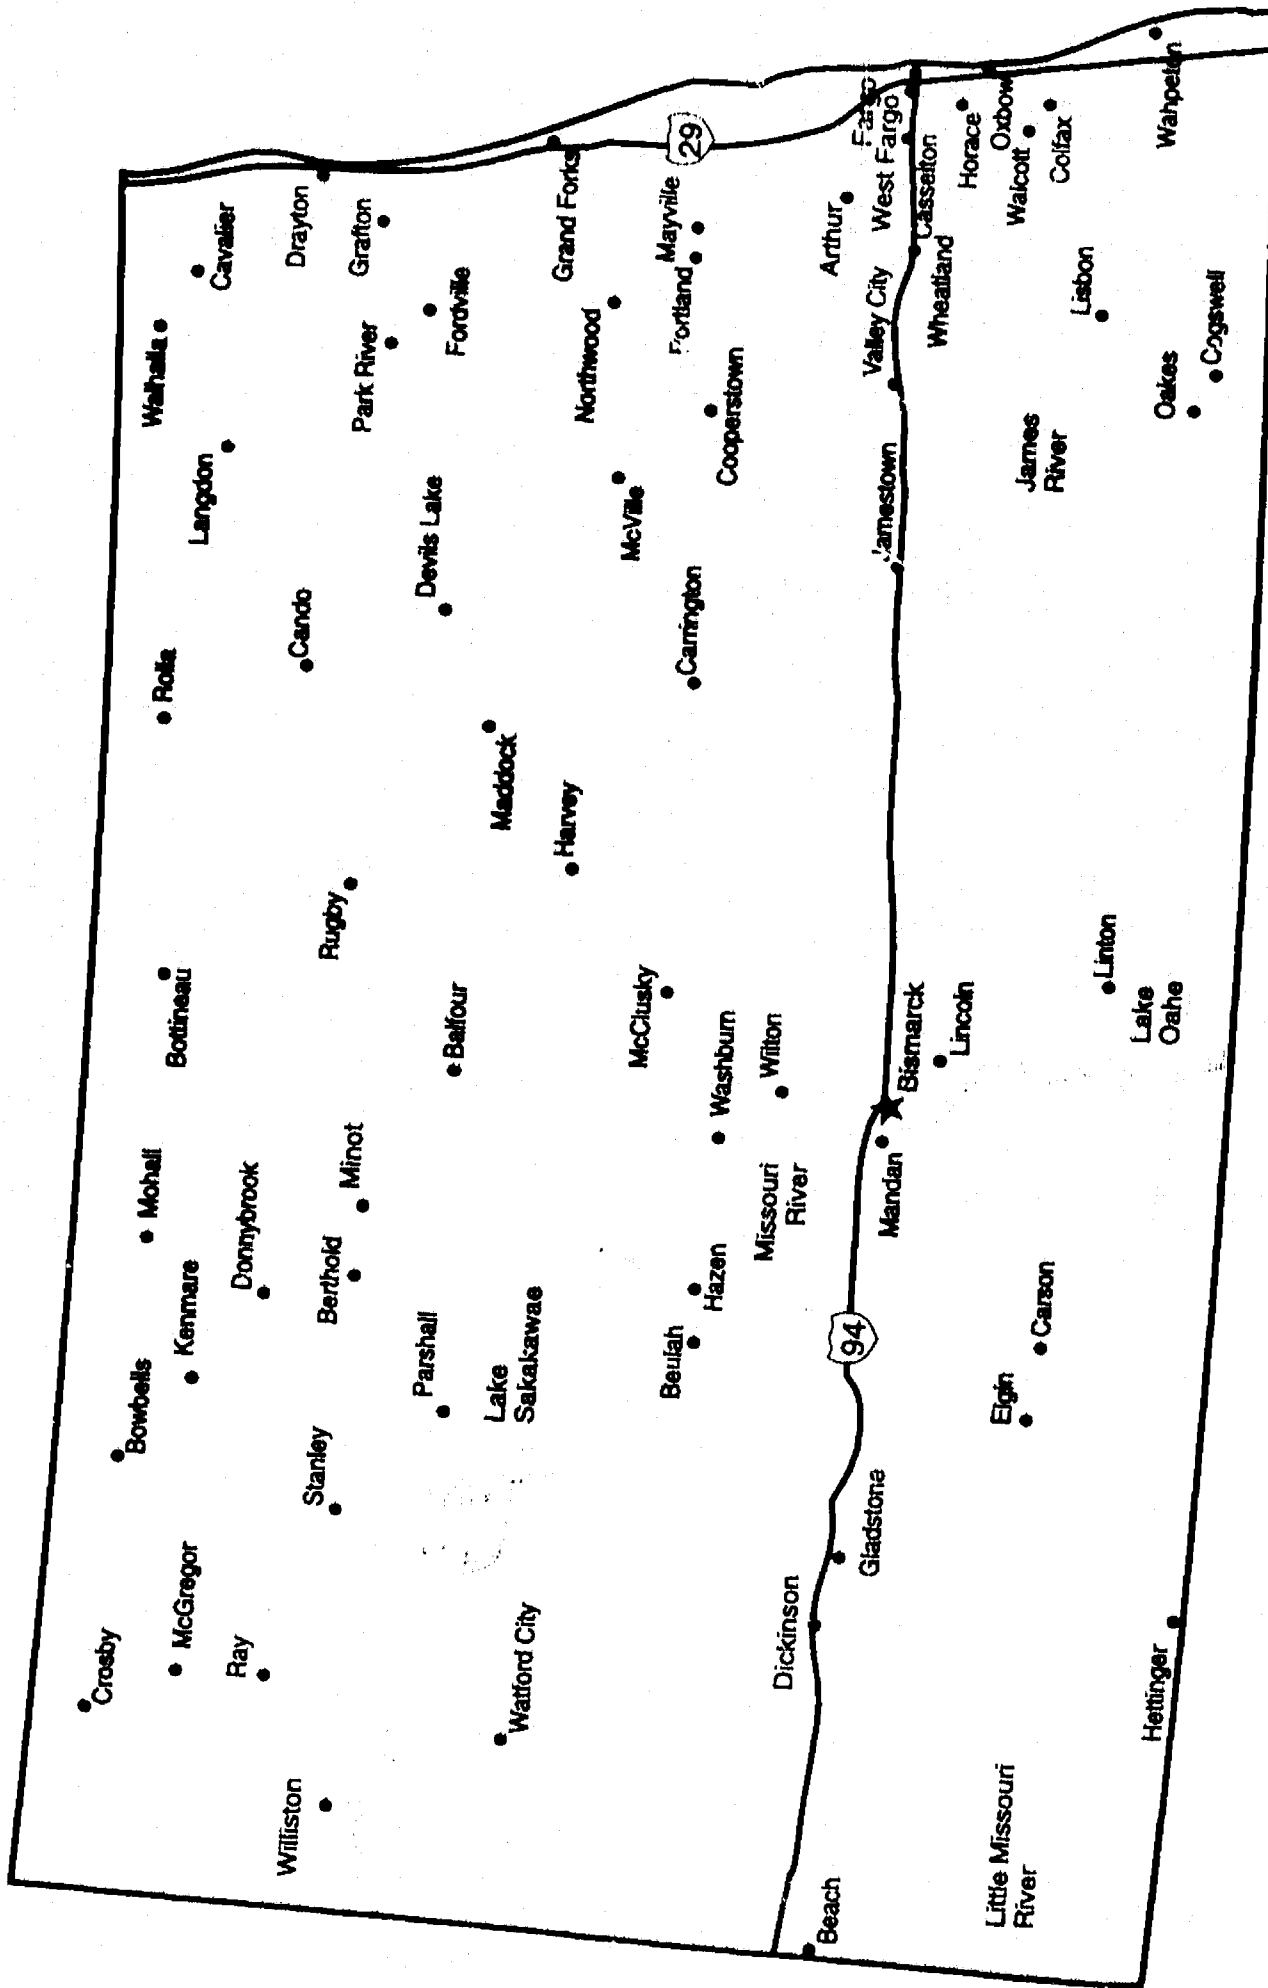 Crosby
McGregor
Ray
Williston
Bowbells
Kenmare
Mohall
Donnybrook
Stanley
Berthold
Minot
Bottineau
Rugby
Rolla
Cando
Langdon
Walhalla
Cavalier
Drayton
Grafton
Park River
Fordville
Devils Lake
Parshall
Lake
Sakakawae
Watford City
Balfour
Maddock
Harvey
McVille
Northwood
Grand Forks
29
Mayville
Portland
Cooperstown
Carrington
McClusky
Washburn
Wilton
Missouri
River
Beulah
Hazen
Beach
Dickinson
Gladstone
94
Mandan
Bismarck
Lincoln
Jamestown
Valley City
Arthur
Wheatland
Casselton
West Fargo
Fargo
Horace
Oxbow
Walcott
Colfax
Wahpeton
Lisbon
James
River
Oakes
Cogswell
Linton
Lake
Oahe
Carson
Elgin
Hettinger
Little Missouri
River